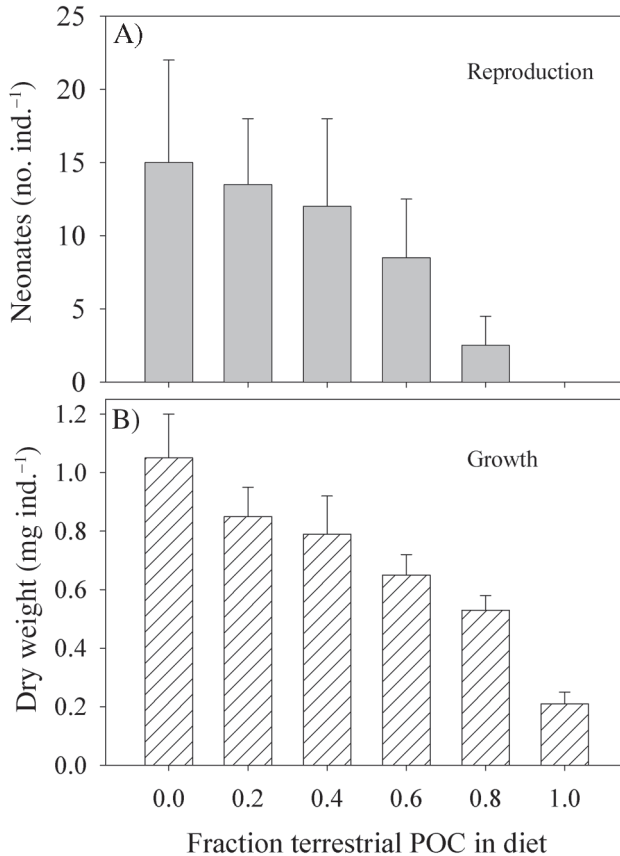 A)
Reproduction
Neonates (no. ind.⁻¹)
25
20
15
10
5
0
B)
Growth
Dry weight (mg ind.⁻¹)
1.2
1.0
0.8
0.6
0.4
0.2
0.0
0.0 0.2 0.4 0.6 0.8 1.0
Fraction terrestrial POC in diet